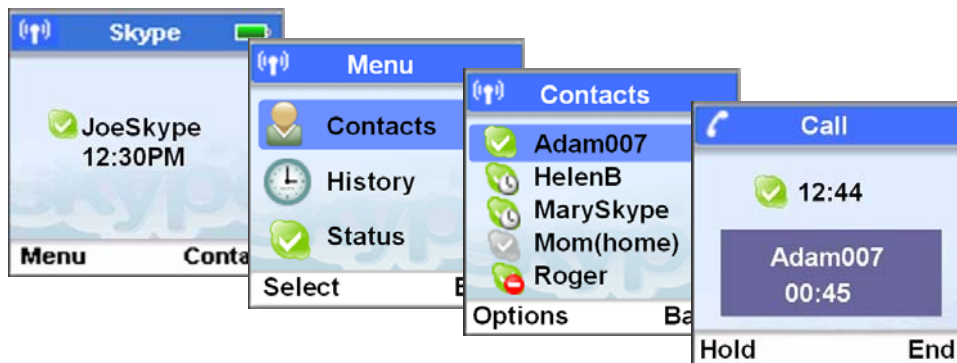 Skype
JoeSkype
12:30PM
Menu
Menu
Contacts
History
Status
Select
Contacts
Adam007
HelenB
MarySkype
Mom(home)
Roger
Options
Call
12:44
Adam007
00:45
Hold End